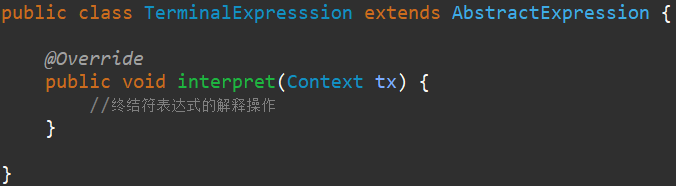 public class TerminalExpresssion extends AbstractExpression {
@Override
public void interpret(Context tx) {
//终结符表达式的解释操作
}
}